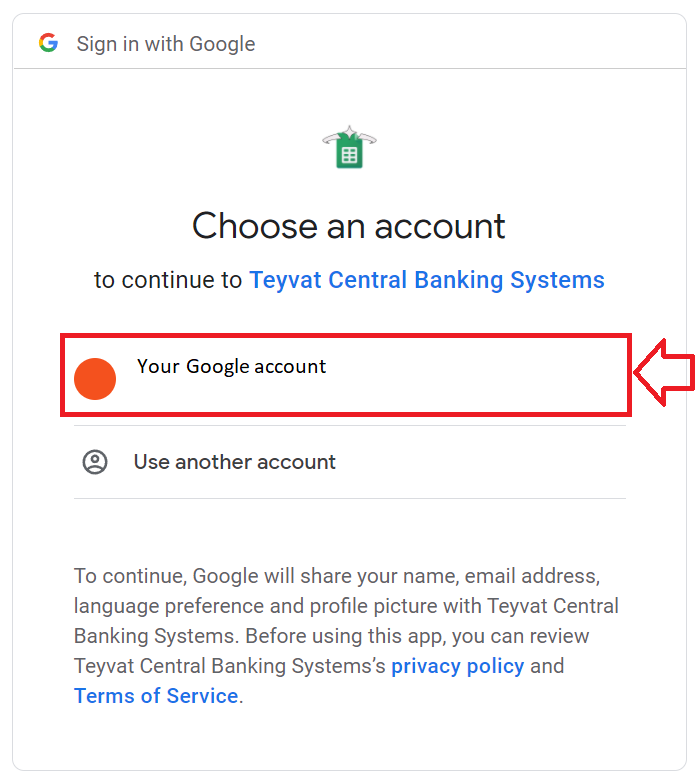 Sign in with Google
Choose an account
to continue to Teyvat Central Banking Systems
Your Google account
Use another account
To continue, Google will share your name, email address,
language preference and profile picture with Teyvat Central
Banking Systems. Before using this app, you can review
Teyvat Central Banking Systems's privacy policy and
Terms of Service.